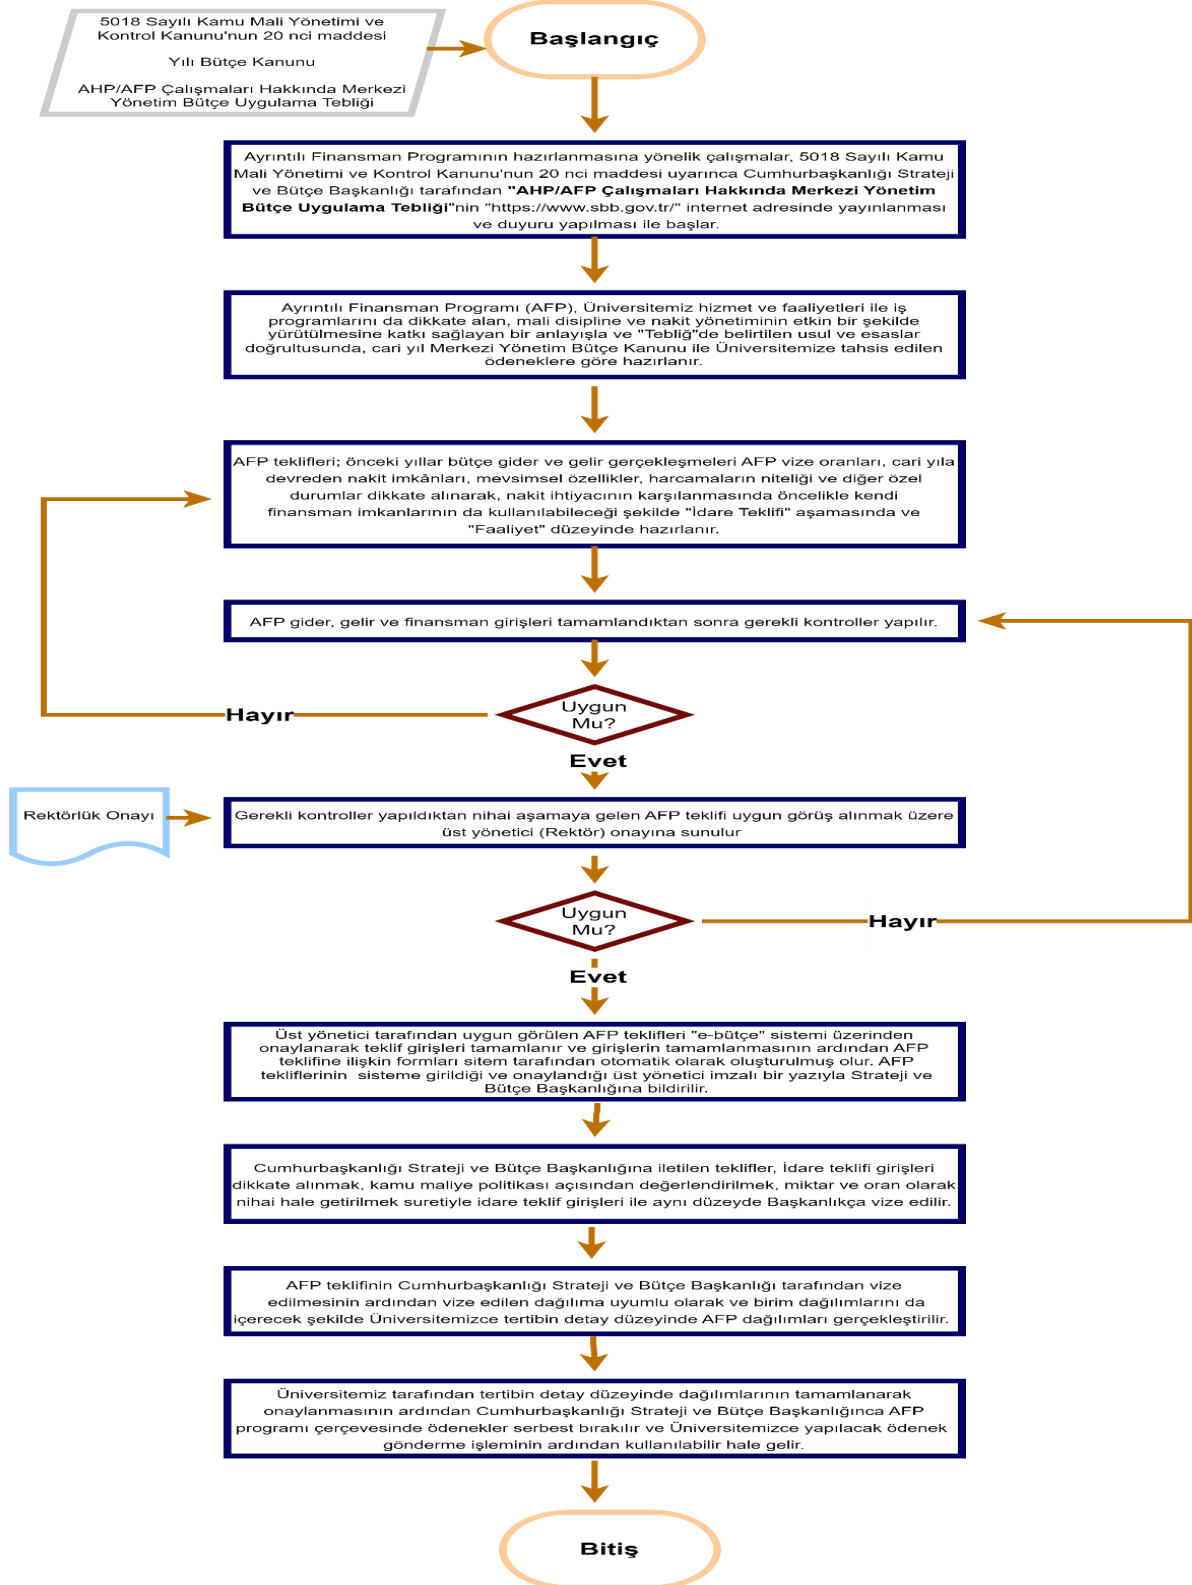 5018 Sayılı Kamu Mali Yönetimi ve
Kontrol Kanunu'nun 20 nci maddesi
Yılı Bütçe Kanunu
AHP/AFP Çalışmaları Hakkında Merkezi
Yönetim Bütçe Uygulama Tebliği
Başlangıç
Ayrıntılı Finansman Programının hazırlanmasına yönelik çalışmalar, 5018 Sayılı Kamu
Mali Yönetimi ve Kontrol Kanunu'nun 20 nci maddesi uyarınca Cumhurbaşkanlığı Strateji
ve Bütçe Başkanlığı tarafından "AHP/AFP Çalışmaları Hakkında Merkezi Yönetim
Bütçe Uygulama Tebliği"nin "https://www.sbb.gov.tr/" internet adresinde yayınlanması
ve duyuru yapılması ile başlar.
Ayrıntılı Finansman Programı (AFP), Üniversitemiz hizmet ve faaliyetleri ile iş
programlarını da dikkate alan, mali disipline ve nakit yönetiminin etkin bir şekilde
yürütülmesine katkı sağlayan bir anlayışla ve "Tebliğ"de belirtilen usul ve esaslar
doğrultusunda, cari yıl Merkezi Yönetim Bütçe Kanunu ile Üniversitemize tahsis edilen
ödeneklere göre hazırlanır.
AFP teklifleri; önceki yıllar bütçe gider ve gelir gerçekleşmeleri AFP vize oranları, cari yıla
devreden nakit imkânları, mevsimsel özellikler, harcamaların niteliği ve diğer özel
durumlar dikkate alınarak, nakit ihtiyacının karşılanmasında öncelikle kendi
finansman imkanlarının da kullanılabileceği şekilde "İdare Teklifi" aşamasında ve
"Faaliyet" düzeyinde hazırlanır.
AFP gider, gelir ve finansman girişleri tamamlandıktan sonra gerekli kontroller yapılır.
Uygun
Mu?
Hayır
Evet
Rektörlük Onayı
Gerekli kontroller yapıldıktan nihai aşamaya gelen AFP teklifi uygun görüş alınmak üzere
üst yönetici (Rektör) onayına sunulur
Uygun
Mu?
Hayır
Evet
Üst yönetici tarafından uygun görülen AFP teklifleri "e-bütçe" sistemi üzerinden
onaylanarak teklif girişleri tamamlanır ve girişlerin tamamlanmasının ardından AFP
teklifine ilişkin formları sitem tarafından otomatik olarak oluşturulmuş olur. AFP
tekliflerinin sisteme girildiği ve onaylandığı üst yönetici imzalı bir yazıyla Strateji ve
Bütçe Başkanlığına bildirilir.
Cumhurbaşkanlığı Strateji ve Bütçe Başkanlığına iletilen teklifler, İdare teklifi girişleri
dikkate alınmak, kamu maliye politikası açısından değerlendirilmek, miktar ve oran olarak
nihai hale getirilmek suretiyle idare teklif girişleri ile aynı düzeyde Başkanlıkça vize edilir.
AFP teklifinin Cumhurbaşkanlığı Strateji ve Bütçe Başkanlığı tarafından vize
edilmesinin ardından vize edilen dağılıma uyumlu olarak ve birim dağılımlarını da
içerecek şekilde Üniversitemizce tertibin detay düzeyinde AFP dağılımları gerçekleştirilir.
Üniversitemiz tarafından tertibin detay düzeyinde dağılımlarının tamamlanarak
onaylanmasının ardından Cumhurbaşkanlığı Strateji ve Bütçe Başkanlığınca AFP
programı çerçevesinde ödenekler serbest bırakılır ve Üniversitemizce yapılacak ödenek
gönderme işleminin ardından kullanılabilir hale gelir.
Bitiş